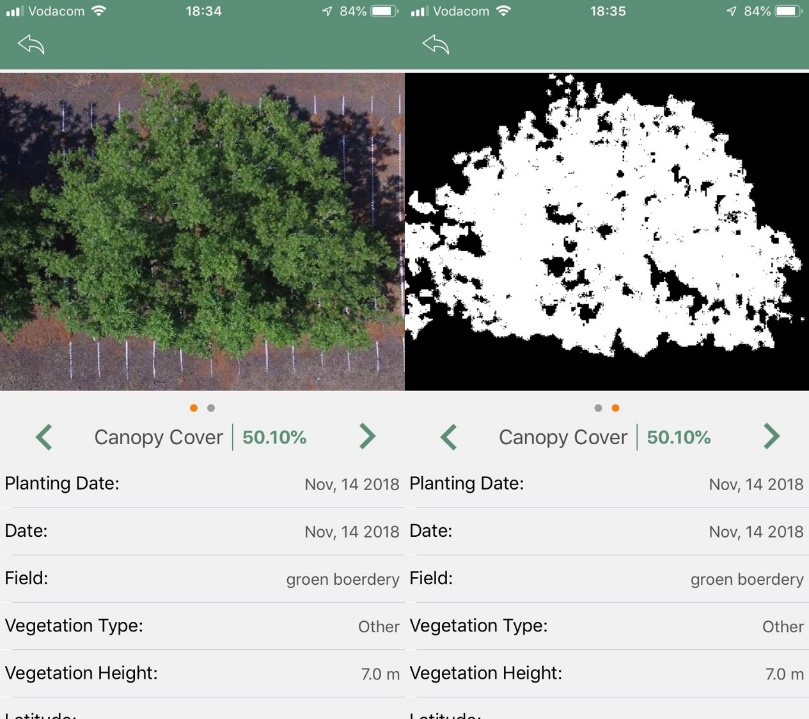 Vodacom 18:34 84%
Canopy Cover 50.10%
Planting Date: Nov, 14 2018
Date: Nov, 14 2018
Field: groen boerdery
Vegetation Type: Other
Vegetation Height: 7.0 m
Latitude:
Vodacom 18:35 84%
Canopy Cover 50.10%
Planting Date: Nov, 14 2018
Date: Nov, 14 2018
Field: groen boerdery
Vegetation Type: Other
Vegetation Height: 7.0 m
Latitude: